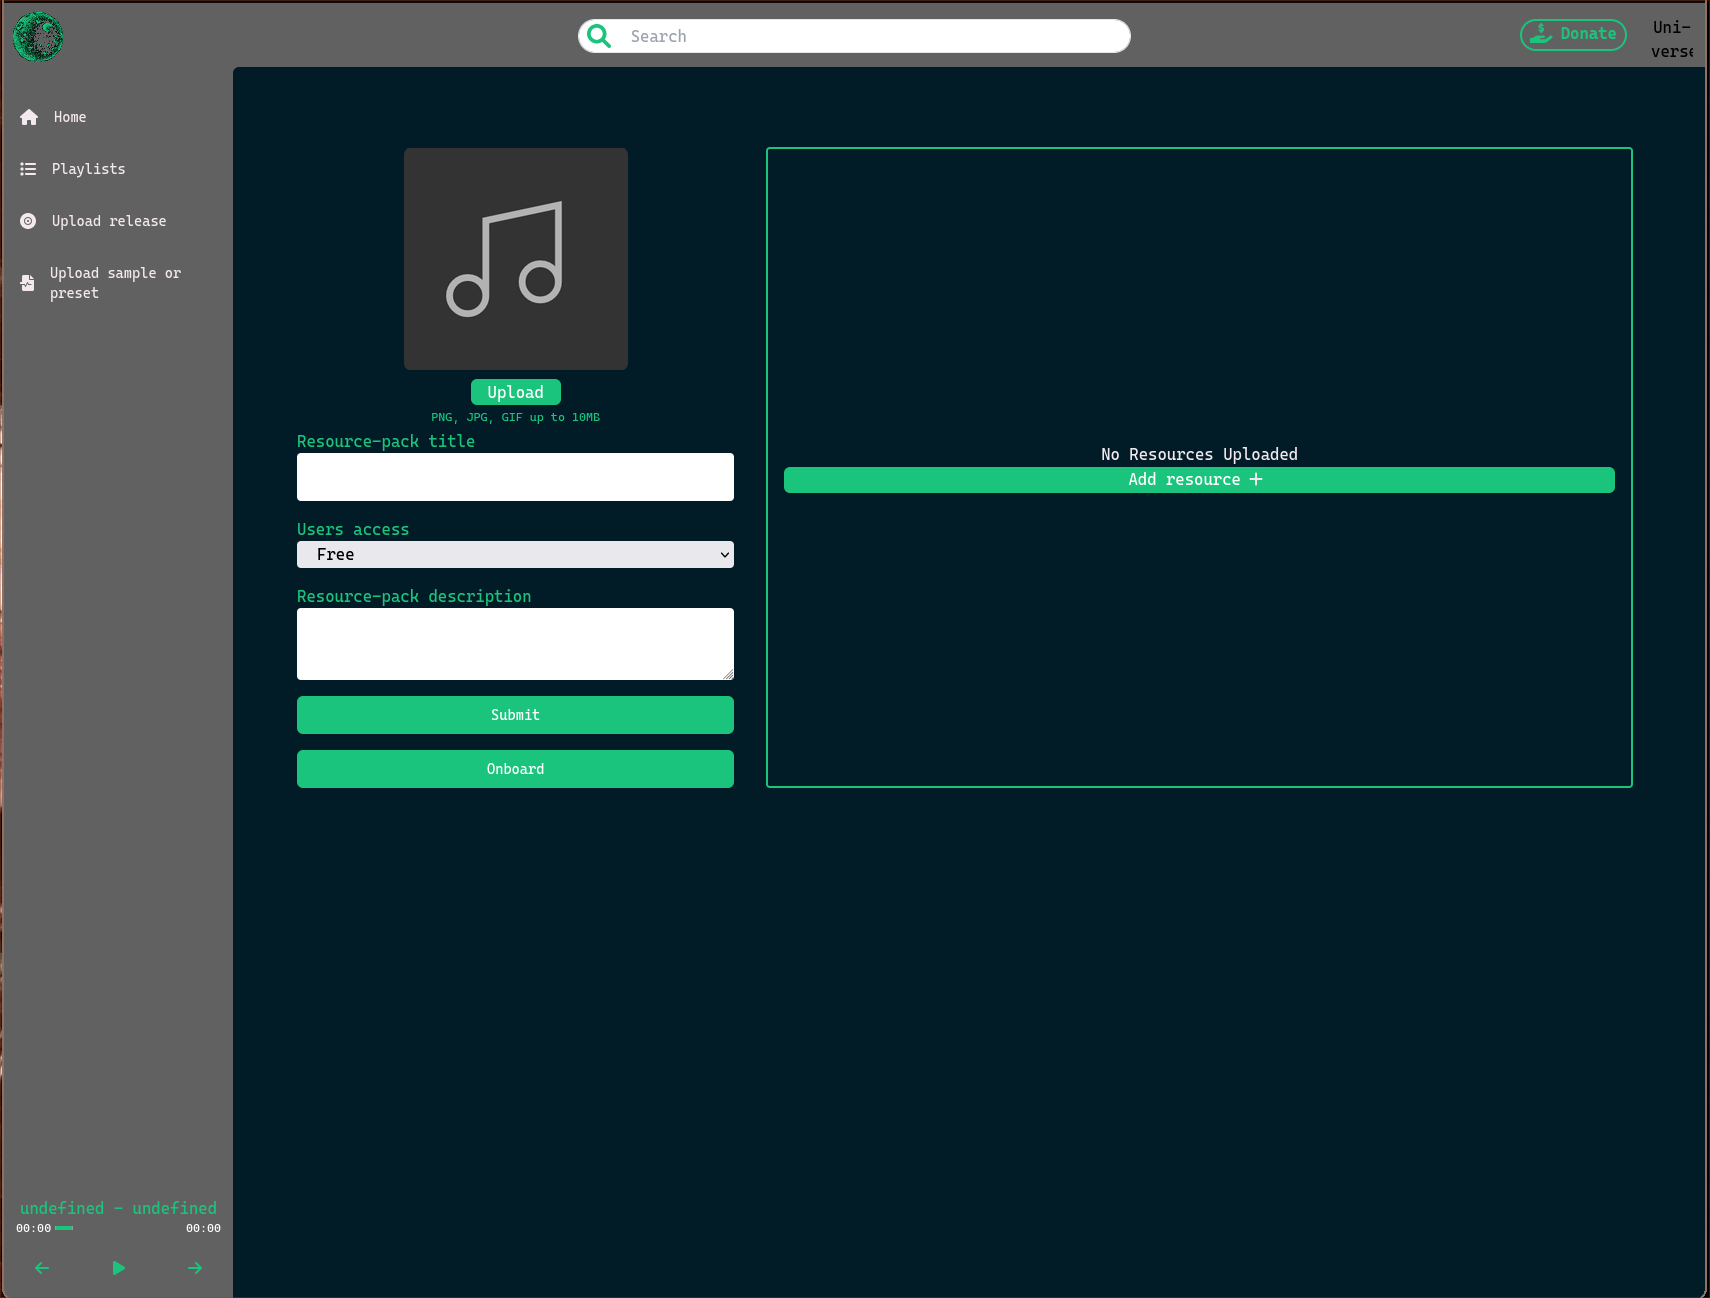 Search
Donate
Uni-
verse
Home
Playlists
Upload release
Upload sample or
preset
Upload
PNG, JPG, GIF up to 10MB
Resource-pack title
Users access
Free
Resource-pack description
Submit
Onboard
No Resources Uploaded
Add resource +
undefined - undefined
00:00
00:00